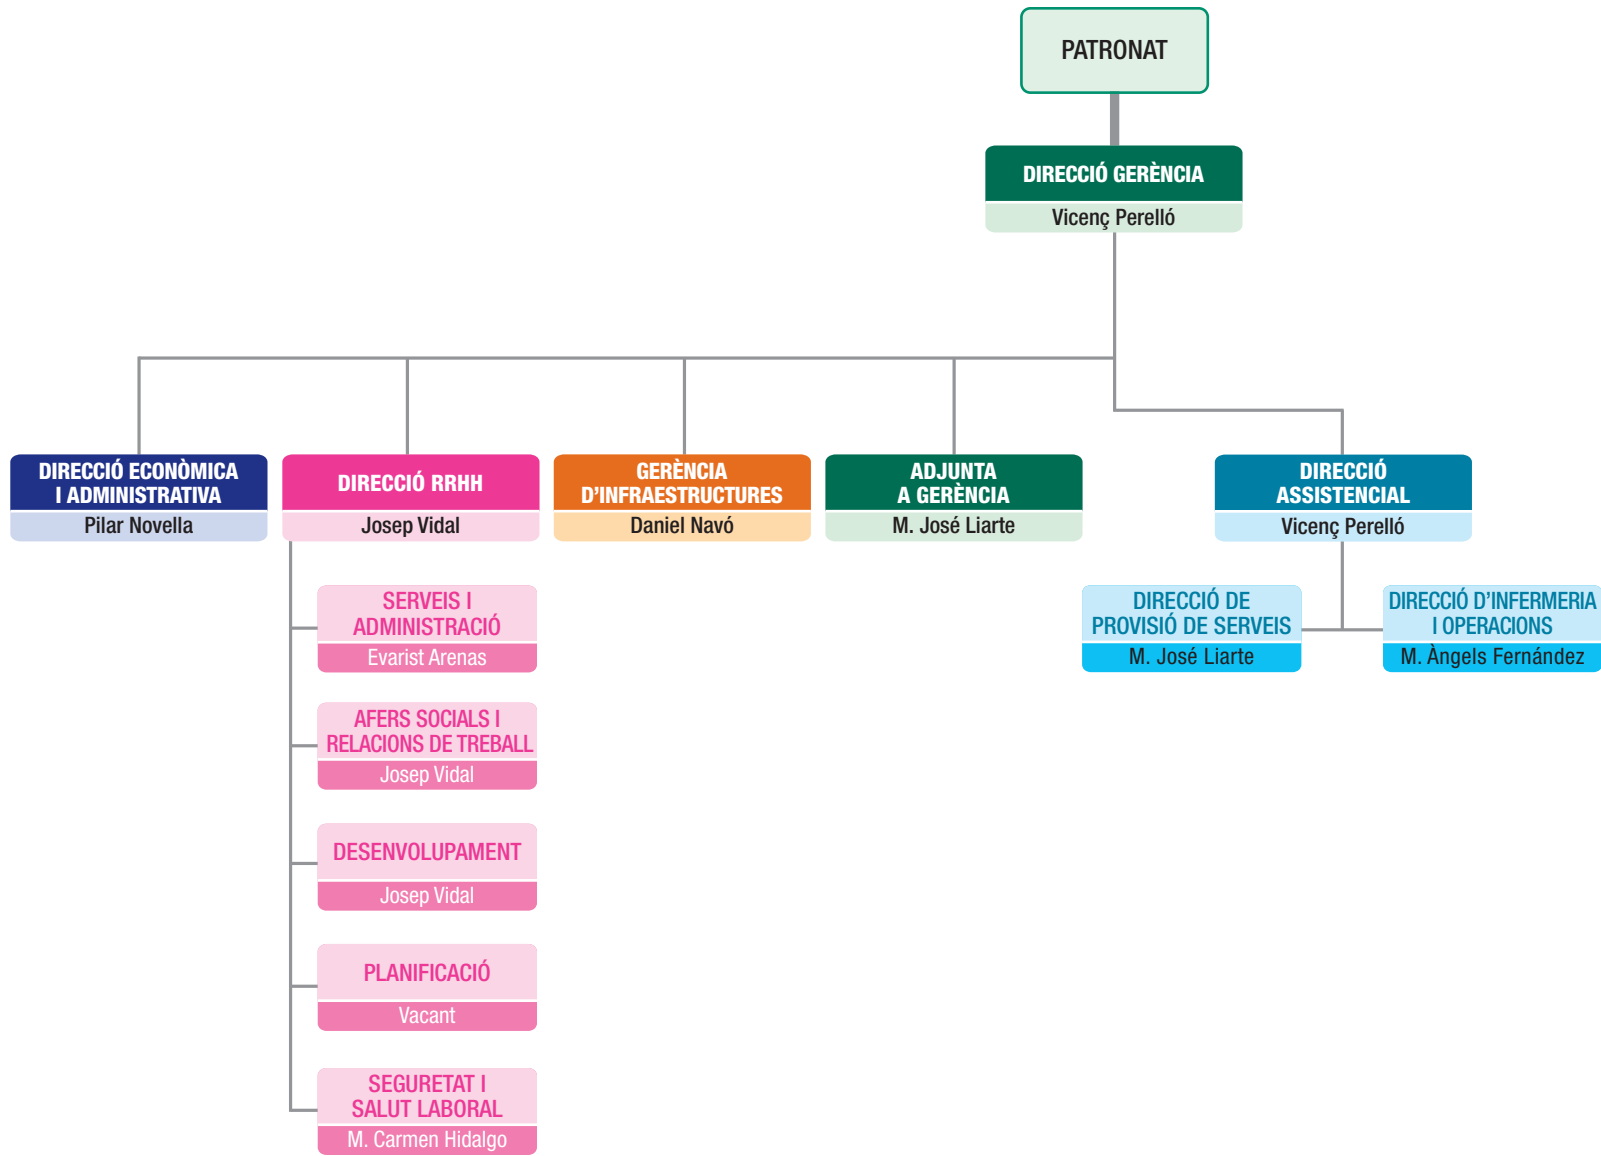 PATRONAT
DIRECCIÓ GERÈNCIA
Vicenç Perelló
DIRECCIÓ ECONÒMICA
I ADMINISTRATIVA
Pilar Novella
DIRECCIÓ RRHH
Josep Vidal
GERÈNCIA
D’INFRAESTRUCTURES
Daniel Navó
ADJUNTA
A GERÈNCIA
M. José Liarte
DIRECCIÓ
ASSISTENCIAL
Vicenç Perelló
SERVEIS I
ADMINISTRACIÓ
Evarist Arenas
AFERS SOCIALS I
RELACIONS DE TREBALL
Josep Vidal
DESENVOLUPAMENT
Josep Vidal
PLANIFICACIÓ
Vacant
SEGURETAT I
SALUT LABORAL
M. Carmen Hidalgo
DIRECCIÓ DE
PROVISIÓ DE SERVEIS
M. José Liarte
DIRECCIÓ D’INFERMERIA
I OPERACIONS
M. Àngels Fernández